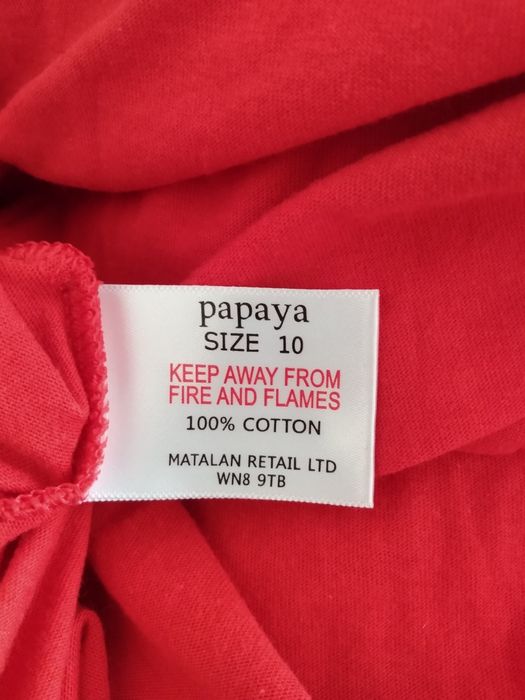 papaya
SIZE 10
KEEP AWAY FROM
FIRE AND FLAMES
100% COTTON
MATALAN RETAIL LTD
WN8 9TB